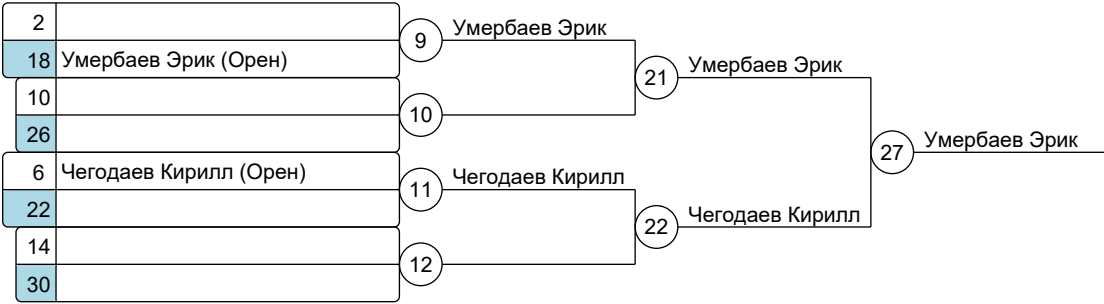 2
9 Умербаев Эрик
18 Умербаев Эрик (Орен)
21 Умербаев Эрик
10
10
26
27 Умербаев Эрик
6 Чегодаев Кирилл (Орен)
11 Чегодаев Кирилл
22
22 Чегодаев Кирилл
14
12
30